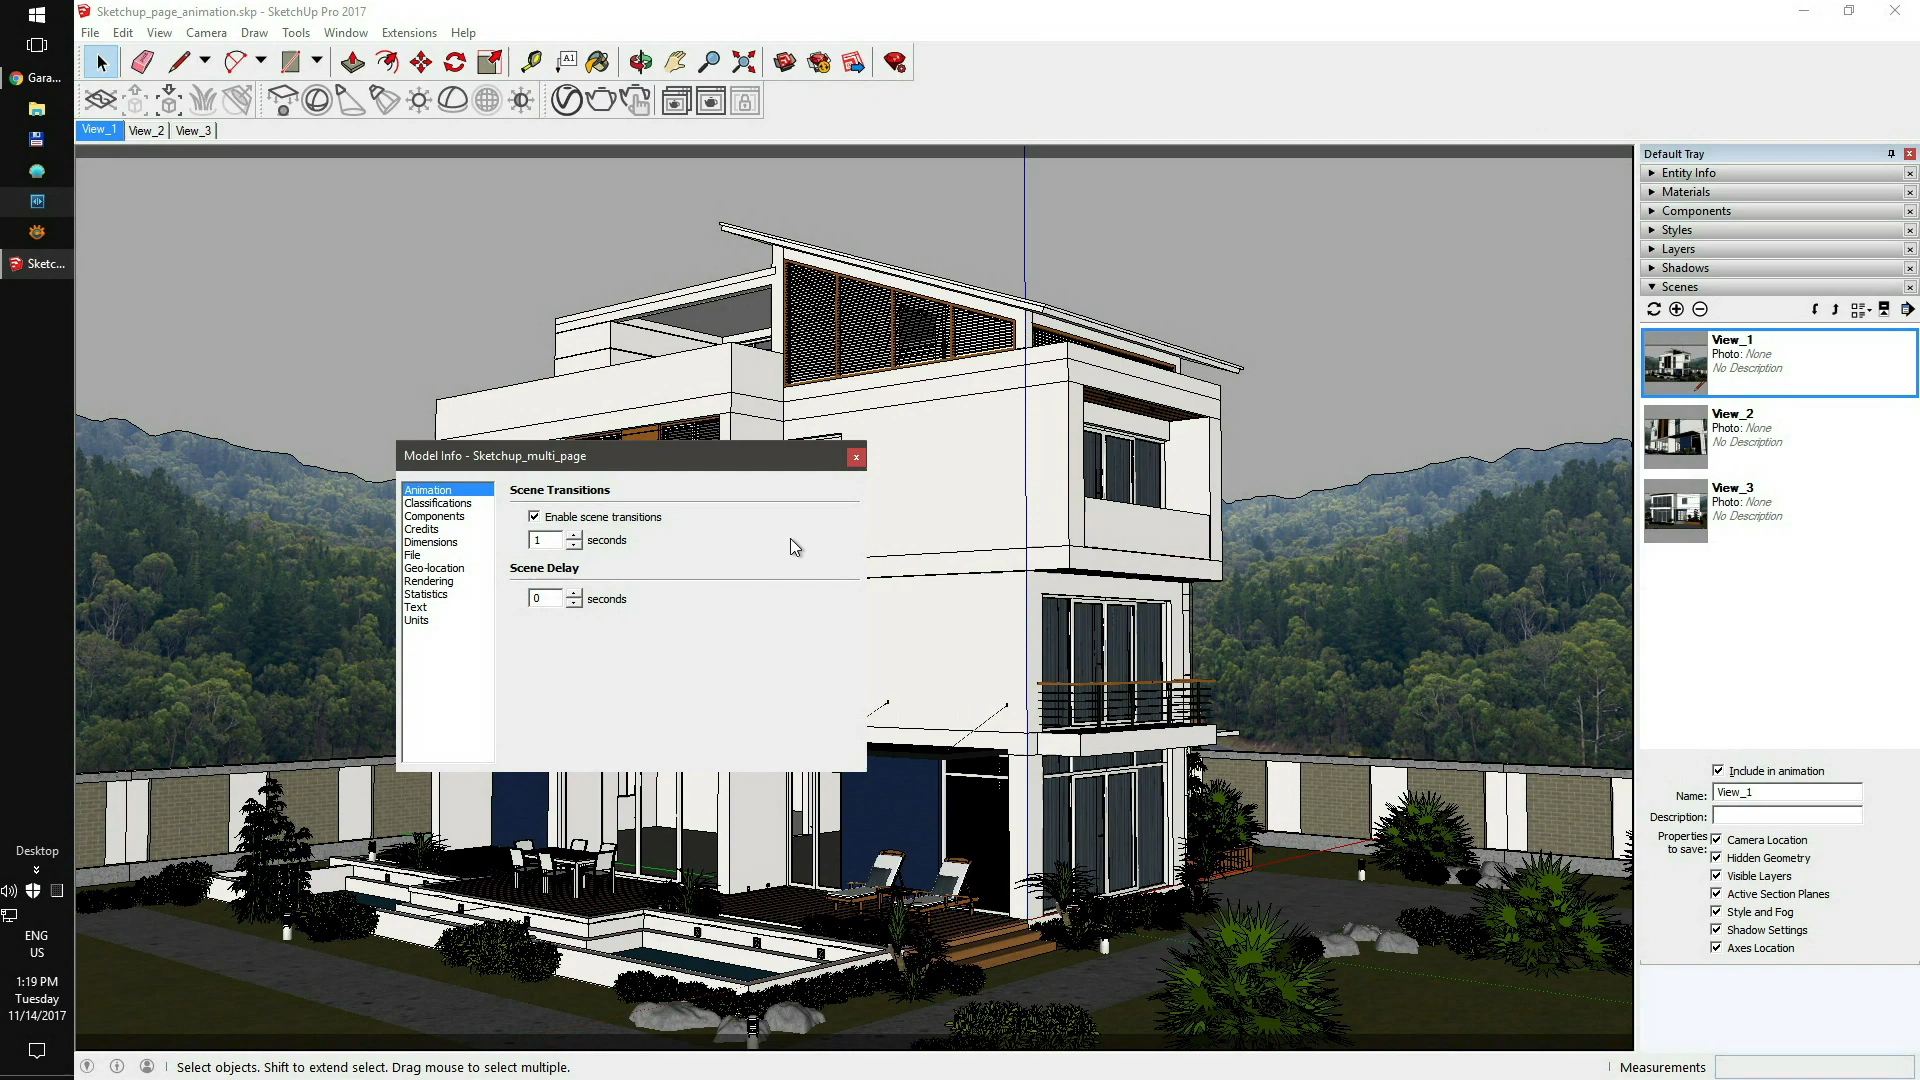 Sketchup_page_animation.skp - SketchUp Pro 2017
File Edit View Camera Draw Tools Window Extensions Help
A1
View_1 View_2 View_3
Gara...
Sketc...
Desktop
ENG
US
1:19 PM
Tuesday
11/14/2017
Model Info - Sketchup_multi_page
Animation
Classifications
Components
Credits
Dimensions
File
Geo-location
Rendering
Statistics
Text
Units
Scene Transitions
Enable scene transitions
1 seconds
Scene Delay
0 seconds
Default Tray
Entity Info
Materials
Components
Styles
Layers
Shadows
Scenes
View_1
Photo: None
No Description
View_2
Photo: None
No Description
View_3
Photo: None
No Description
Include in animation
Name: View_1
Description:
Properties
to save:
Camera Location
Hidden Geometry
Visible Layers
Active Section Planes
Style and Fog
Shadow Settings
Axes Location
Select objects. Shift to extend select. Drag mouse to select multiple.
Measurements